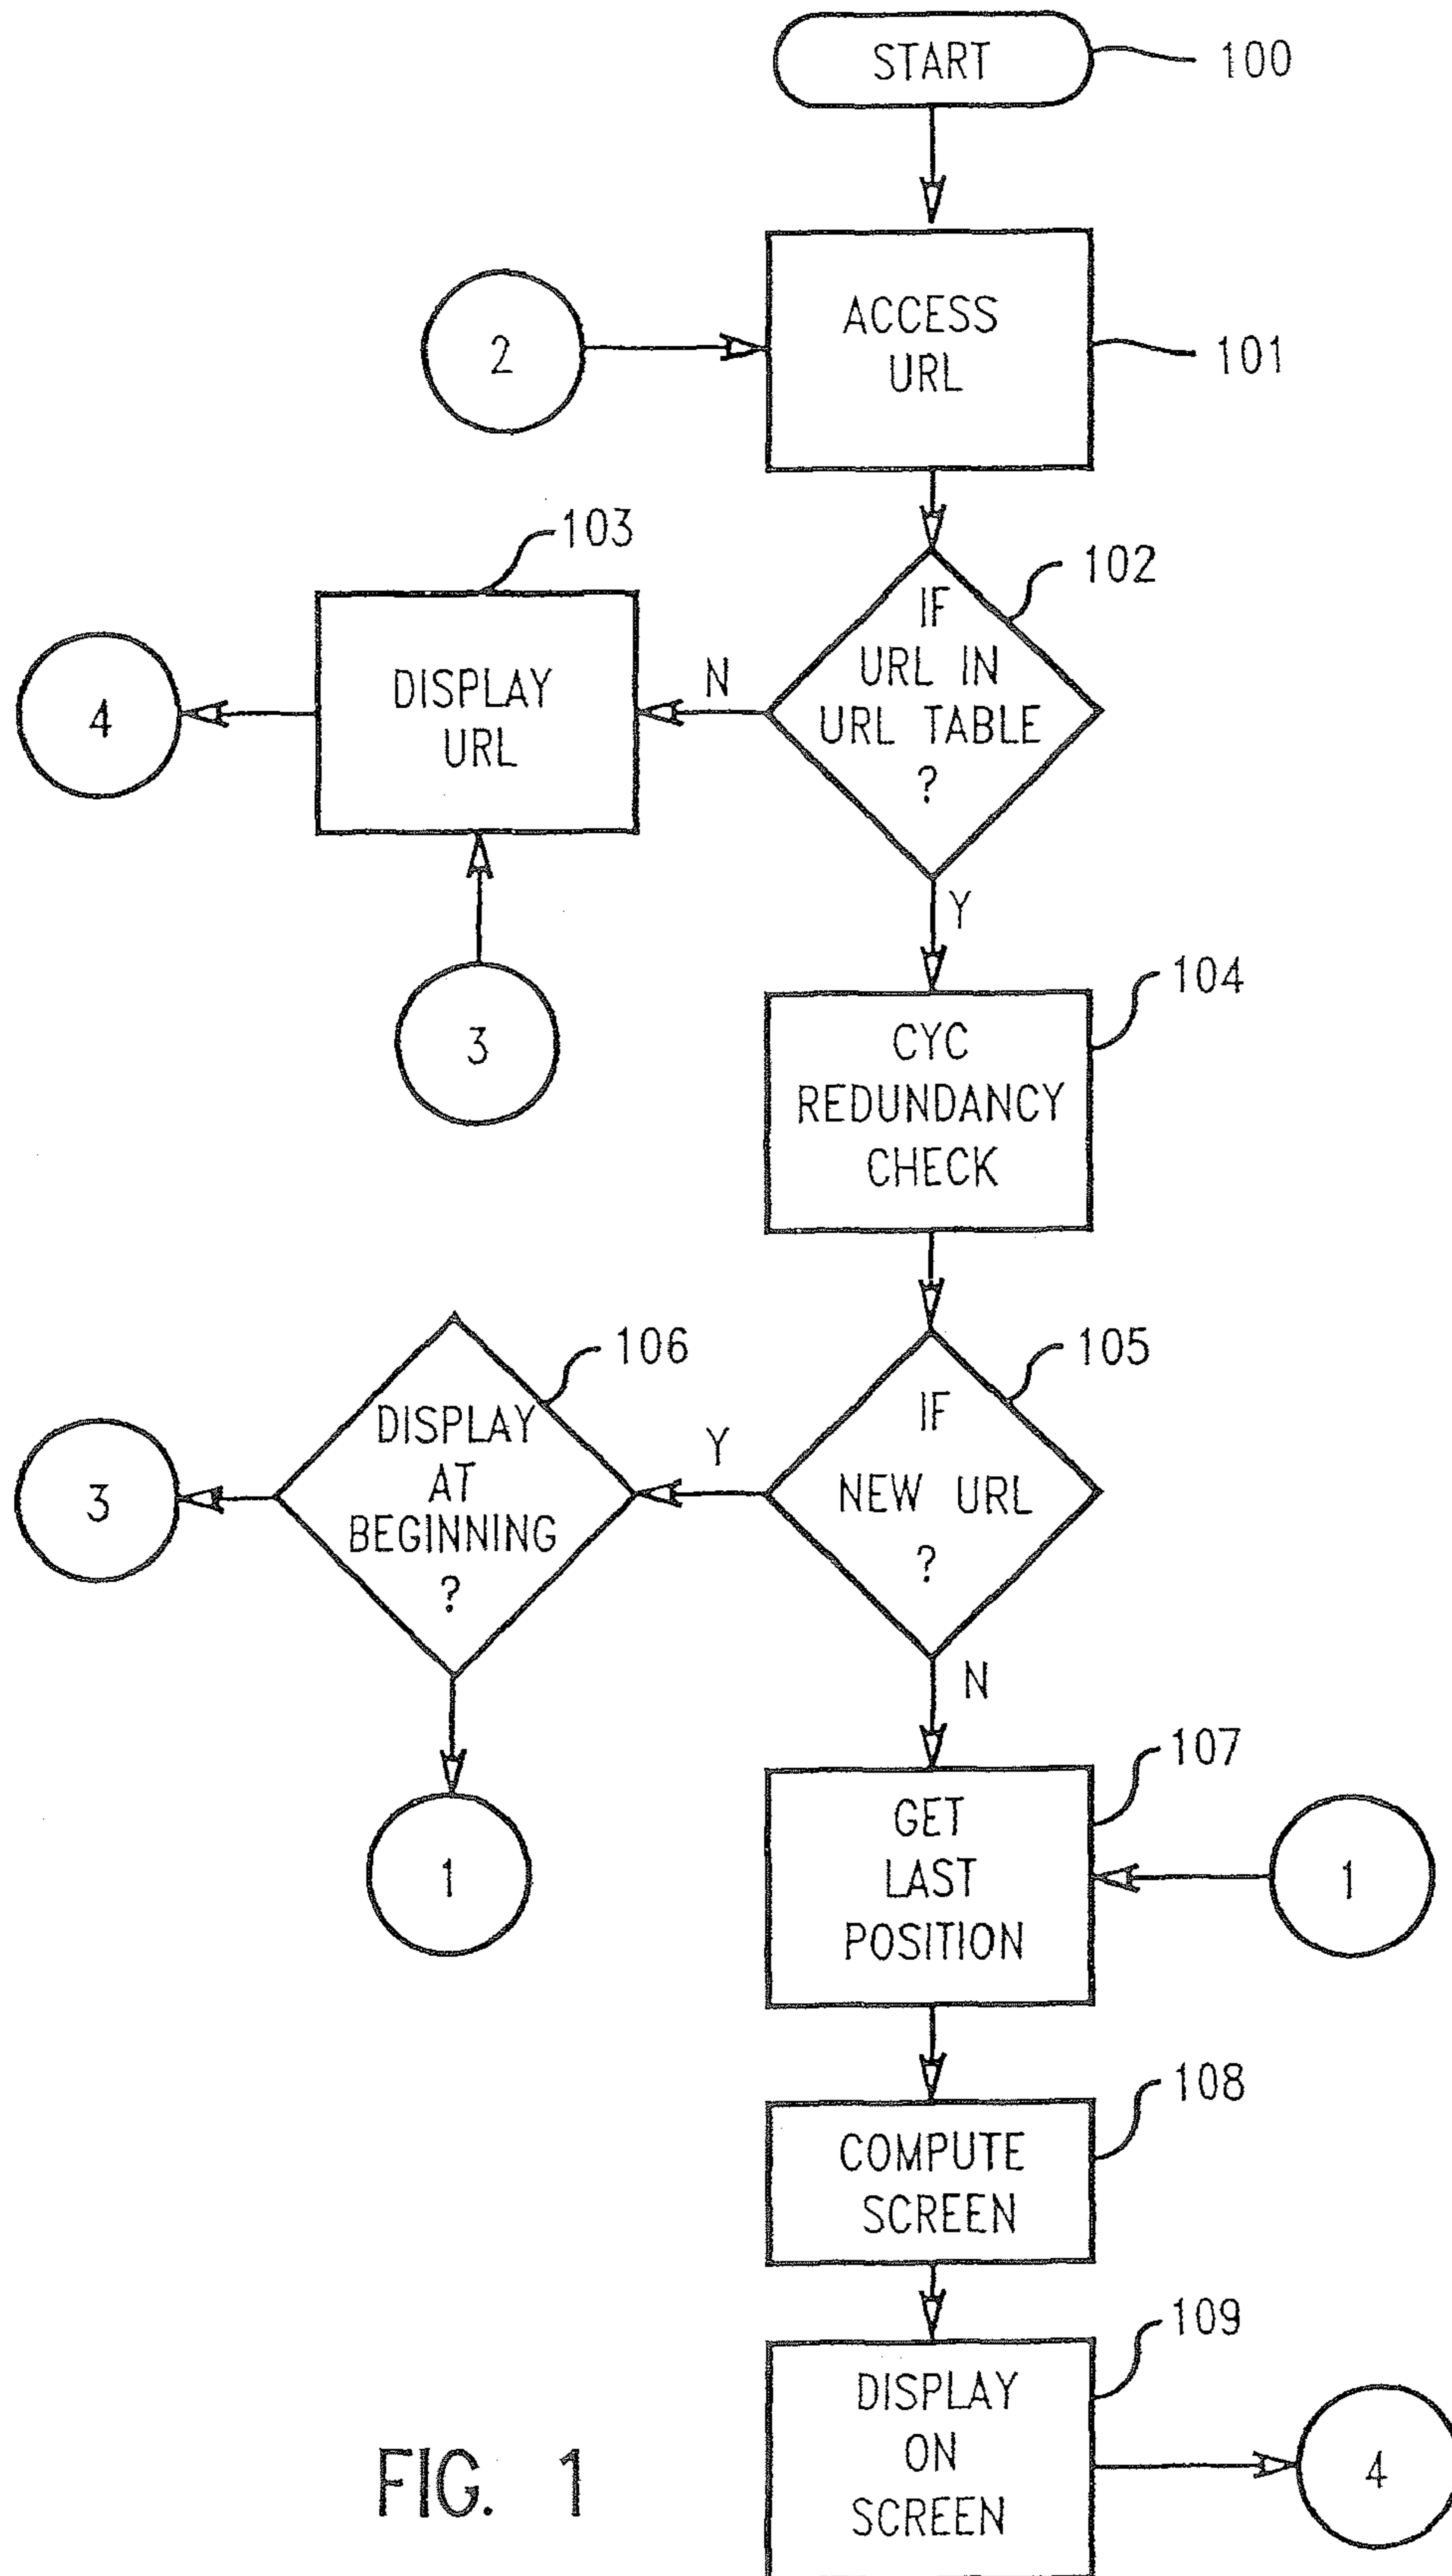 START
100
2
ACCESS
URL
101
103
102
IF
URL IN
URL TABLE
?
N
DISPLAY
URL
4
Y
3
104
CYC
REDUNDANCY
CHECK
106
105
IF
NEW URL
?
Y
DISPLAY
AT
BEGINNING
?
3
N
1
107
GET
LAST
POSITION
1
108
COMPUTE
SCREEN
109
DISPLAY
ON
SCREEN
4
FIG. 1